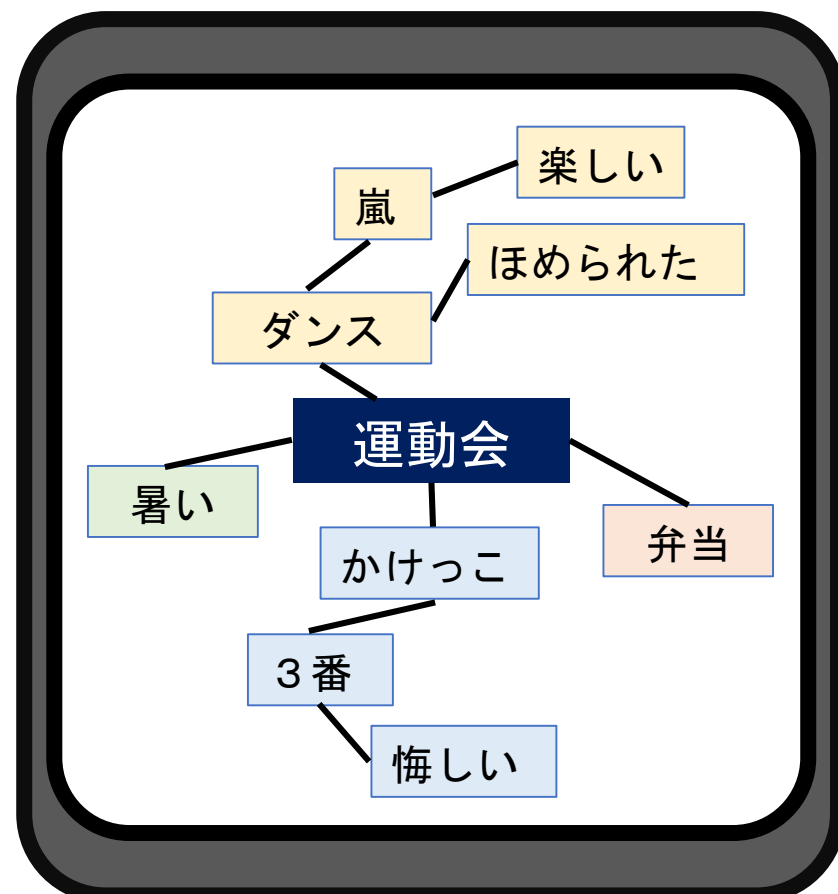 楽しい
嵐
ほめられた
ダンス
運動会
暑い
弁当
かけっこ
３番
悔しい